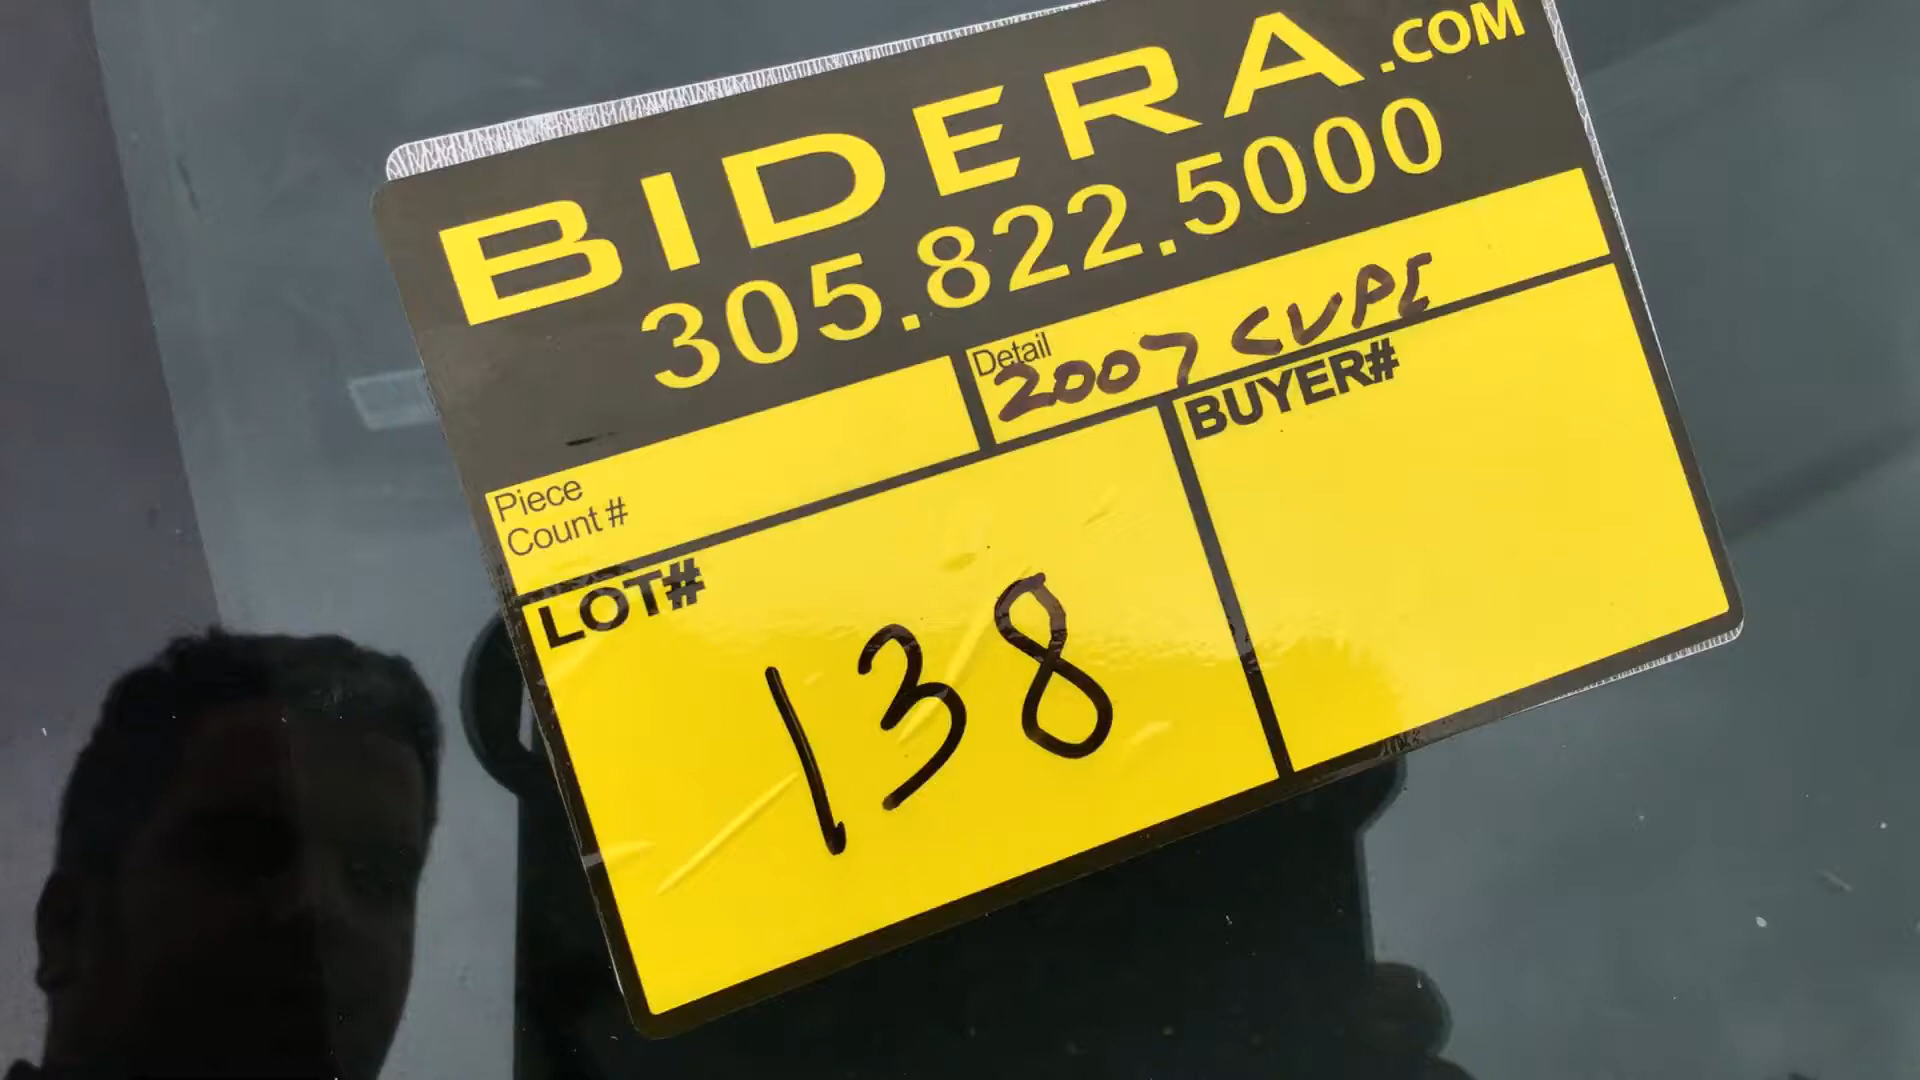 BIDERA.COM
305.822.5000
Detail
2007 CUPE
Piece
Count #
LOT#
BUYER#
138